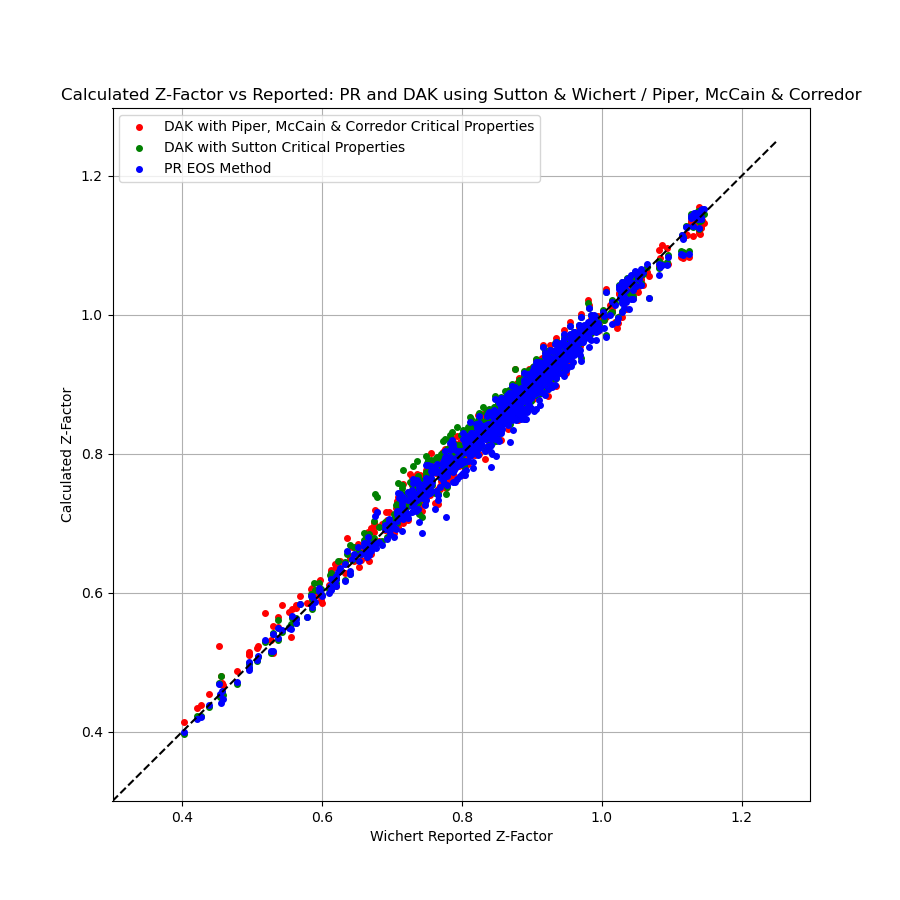 Calculated Z-Factor vs Reported: PR and DAK using Sutton & Wichert / Piper, McCain & Corredor
DAK with Piper, McCain & Corredor Critical Properties
DAK with Sutton Critical Properties
PR EOS Method
1.2
1.0
0.8
0.6
0.4
Calculated Z-Factor
0.4
0.6
0.8
1.0
1.2
Wichert Reported Z-Factor